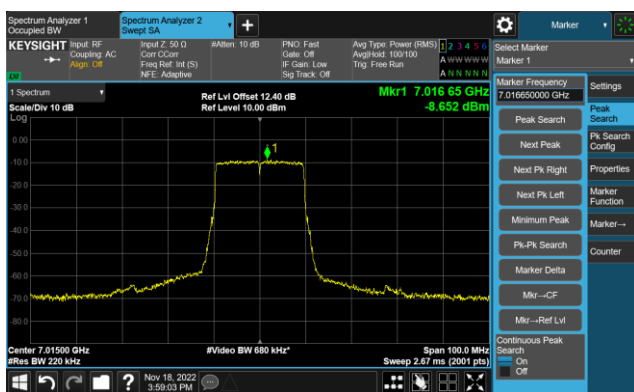 Spectrum Analyzer 1
Occupied BW
Spectrum Analyzer 2
Swept SA
+
Marker
KEYSIGHT Input: RF
Coupling: AC
Align: Off
Input Z: 50 Ω
Corr CCorr
Freq Ref: Int (S)
NFE: Adaptive
#Atten: 10 dB
PNO: Fast
Gate: Off
IF Gain: Low
Sig Track: Off
Avg Type: Power (RMS)
Avg|Hold: 100/100
Trig: Free Run
1 2 3 4 5 6
A W W W W W
A N N N N N
LXI
Select Marker
Marker 1
1 Spectrum
Scale/Div 10 dB
Log
Ref Lvl Offset 12.40 dB
Ref Level 10.00 dBm
Mkr1 7.016 65 GHz
-8.652 dBm
1
0.00
-10.0
-20.0
-30.0
-40.0
-50.0
-60.0
-70.0
-80.0
Center 7.01500 GHz
#Res BW 220 kHz
#Video BW 680 kHz*
Span 100.0 MHz
Sweep 2.67 ms (2001 pts)
Marker Frequency
7.016650000 GHz
Peak Search
Next Peak
Next Pk Right
Next Pk Left
Minimum Peak
Pk-Pk Search
Marker Delta
Mkr→CF
Mkr→Ref Lvl
Continuous Peak
Search
On
Off
Settings
Peak
Search
Pk Search
Config
Properties
Marker
Function
Marker→
Counter
?
Nov 18, 2022
3:59:03 PM